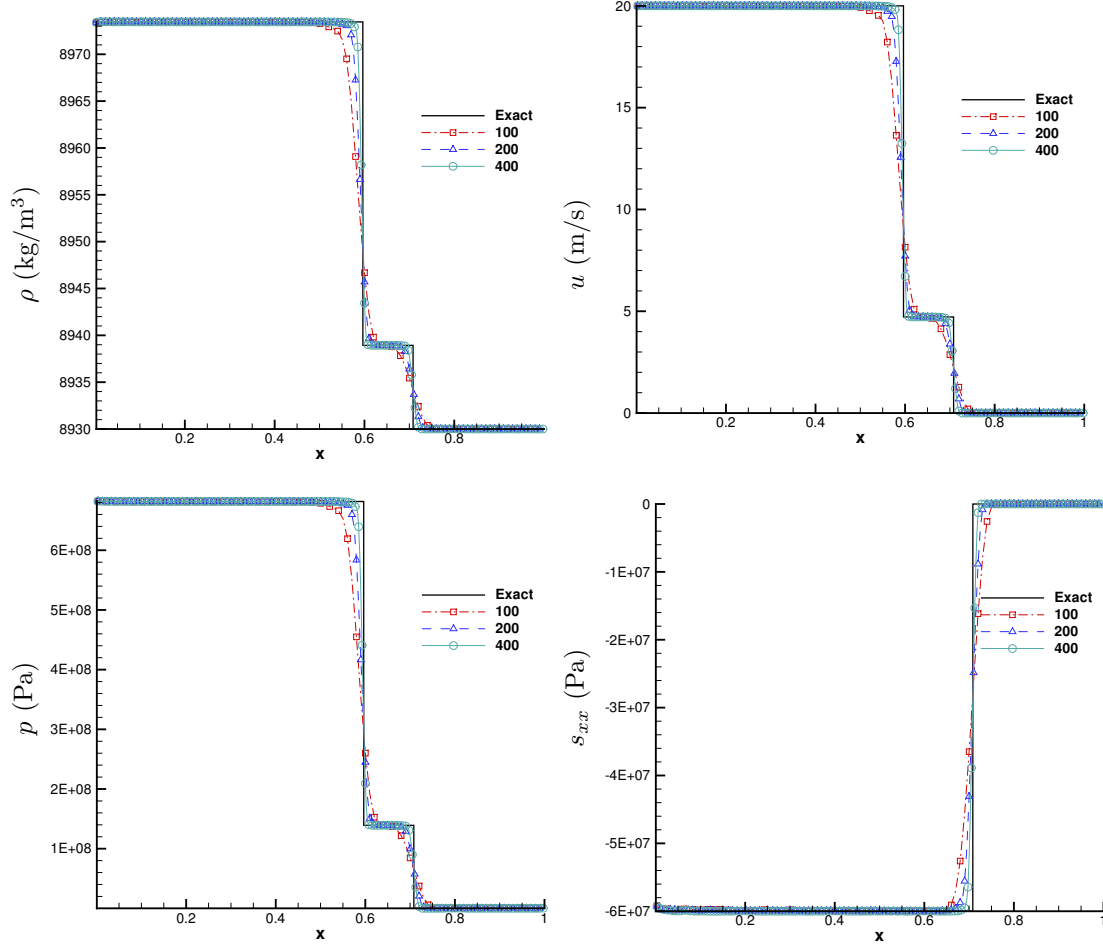 8970
8965
8960
8955
8950
8945
8940
8935
8930
ρ (kg/m³)
0.2
0.4
0.6
0.8
1
x
Exact
100
200
400
20
15
10
5
0
u (m/s)
0.2
0.4
0.6
0.8
1
x
Exact
100
200
400
6E+08
5E+08
4E+08
3E+08
2E+08
1E+08
p (Pa)
0.2
0.4
0.6
0.8
1
x
Exact
100
200
400
0
-1E+07
-2E+07
-3E+07
-4E+07
-5E+07
-6E+07
sxx (Pa)
0.2
0.4
0.6
0.8
1
x
Exact
100
200
400